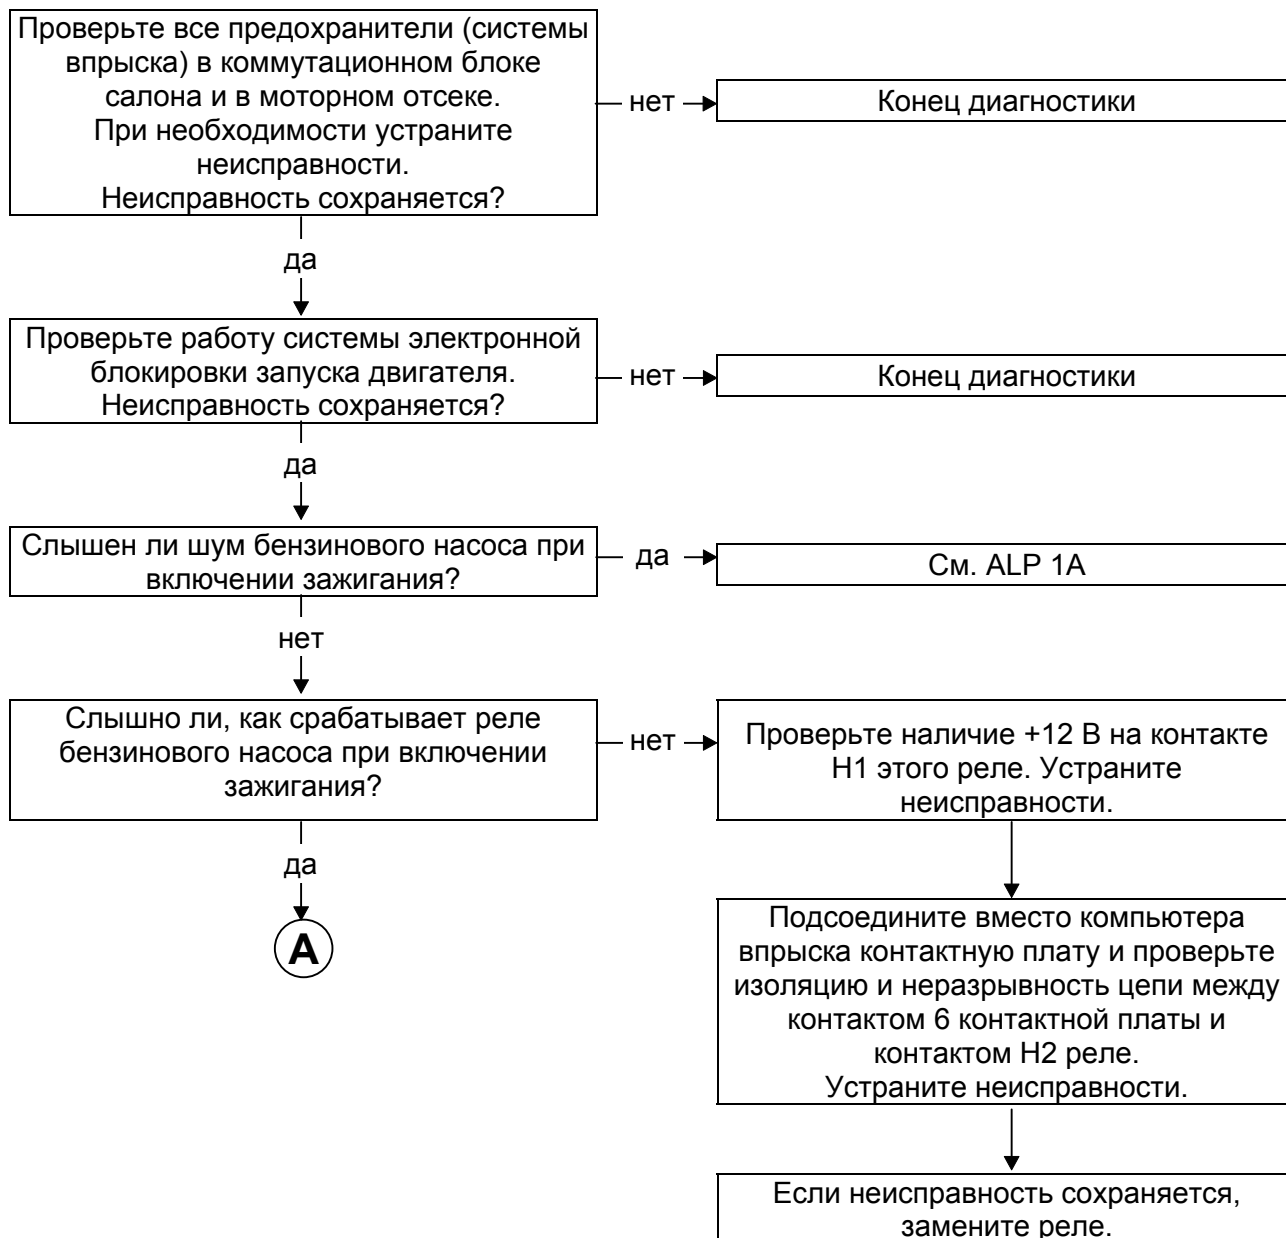 Проверьте все предохранители (системы
впрыска) в коммутационном блоке
салона и в моторном отсеке.
При необходимости устраните
неисправности.
Неисправность сохраняется?
нет
Конец диагностики
да
Проверьте работу системы электронной
блокировки запуска двигателя.
Неисправность сохраняется?
нет
Конец диагностики
да
Слышен ли шум бензинового насоса при
включении зажигания?
да
См. ALP 1A
нет
Слышно ли, как срабатывает реле
бензинового насоса при включении
зажигания?
нет
Проверьте наличие +12 В на контакте
H1 этого реле. Устраните
неисправности.
да
A
Подсоедините вместо компьютера
впрыска контактную плату и проверьте
изоляцию и неразрывность цепи между
контактом 6 контактной платы и
контактом H2 реле.
Устраните неисправности.
Если неисправность сохраняется,
замените реле.